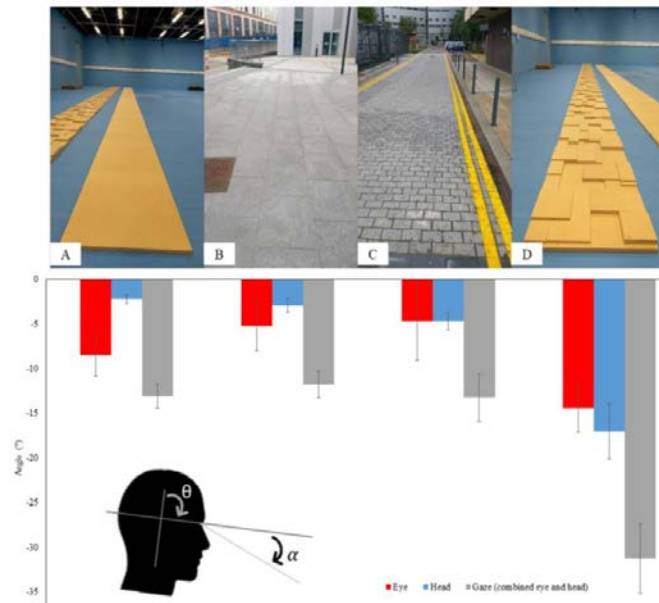 A
B
C
D
0
-5
-10
-15
-20
-25
-30
-35
Angle (°)
θ
α
Eye
Head
Gaze (combined eye and head)